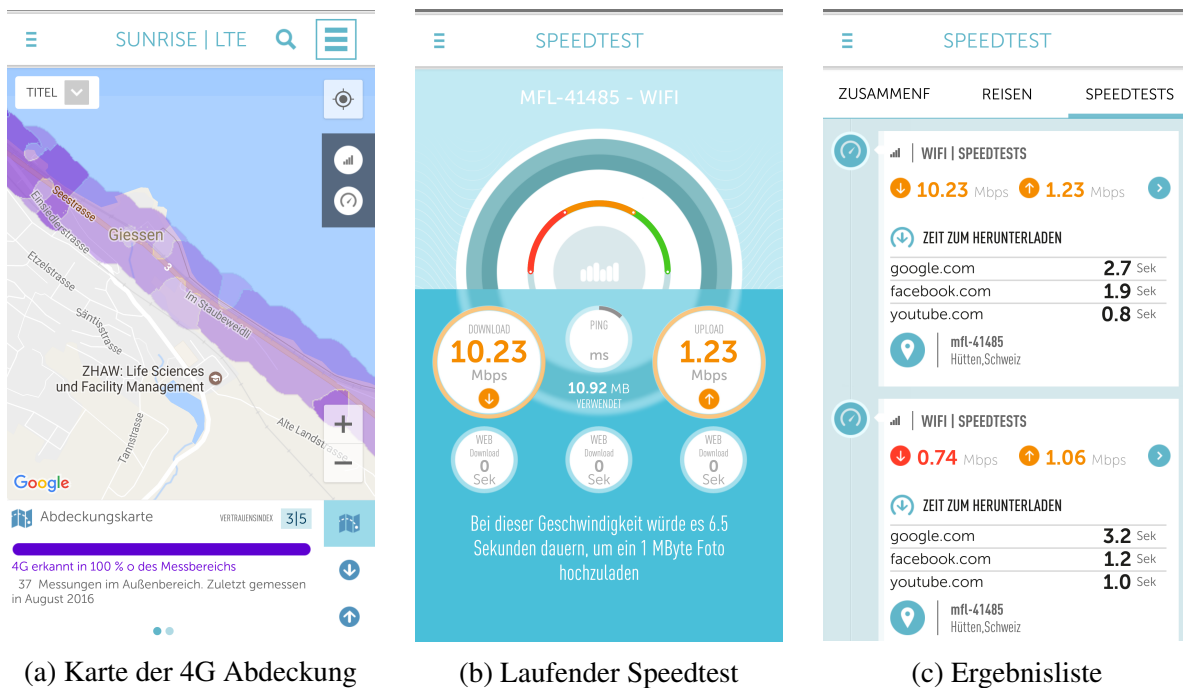 SUNRISE | LTE
TITEL
Seestrasse
Einsiedlerstrasse
Giessen
Etzelstrasse
3
im Staubeweidli
Säntisstrasse
ZHAW: Life Sciences
and Facility Management
Tannstrasse
Alte Landstrasse
+
−
Google
Abdeckungskarte
VERTRAUENSINDEX 3|5
4G erkannt in 100 % o des Messbereichs
37 Messungen im Außenbereich. Zuletzt gemessen
in August 2016
(a) Karte der 4G Abdeckung
SPEEDTEST
MFL-41485 - WIFI
DOWNLOAD
10.23
Mbps
PING
ms
10.92 MB
VERWENDET
UPLOAD
1.23
Mbps
WEB
Download
0
Sek
WEB
Download
0
Sek
WEB
Download
0
Sek
Bei dieser Geschwindigkeit würde es 6.5
Sekunden dauern, um ein 1 MByte Foto
hochzuladen
(b) Laufender Speedtest
SPEEDTEST
ZUSAMMENF REISEN SPEEDTESTS
WIFI | SPEEDTESTS
10.23 Mbps 1.23 Mbps
ZEIT ZUM HERUNTERLADEN
google.com 2.7 Sek
facebook.com 1.9 Sek
youtube.com 0.8 Sek
mfl-41485
Hütten,Schweiz
WIFI | SPEEDTESTS
0.74 Mbps 1.06 Mbps
ZEIT ZUM HERUNTERLADEN
google.com 3.2 Sek
facebook.com 1.2 Sek
youtube.com 1.0 Sek
mfl-41485
Hütten,Schweiz
(c) Ergebnisliste